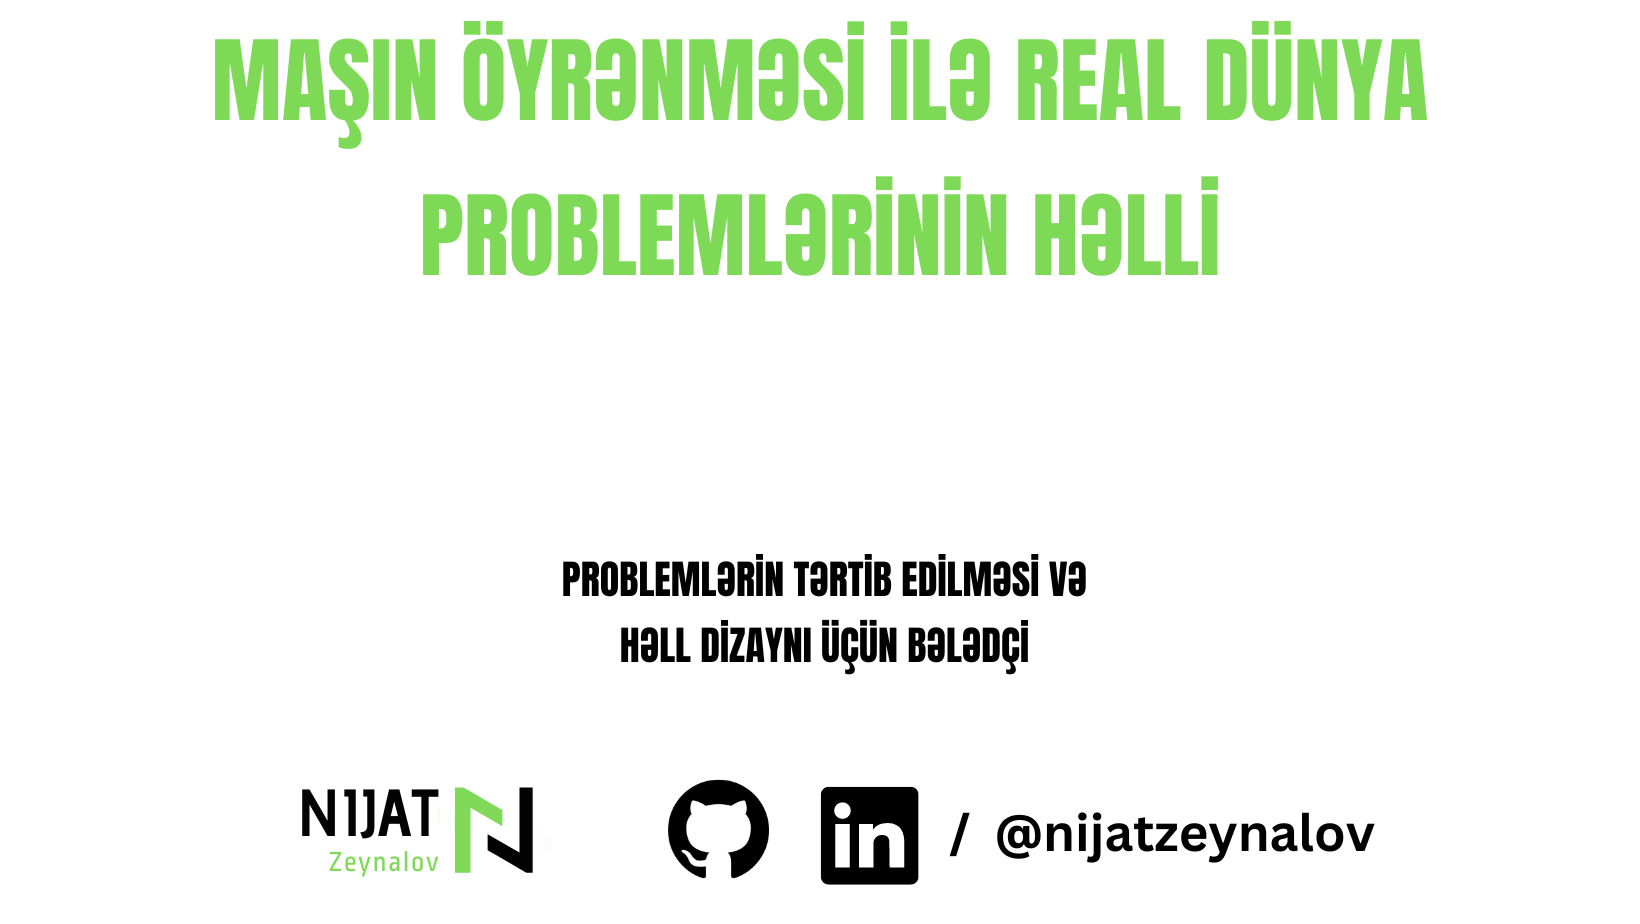 MAŞIN ÖYRƏNMƏSİ İLƏ REAL DÜNYA
PROBLEMLƏRİNİN HƏLLİ
PROBLEMLƏRİN TƏRTİB EDİLMƏSİ VƏ
HƏLL DİZAYNI ÜÇÜN BƏLƏDÇİ
NIJAT
Zeynalov
in / @nijatzeynalov